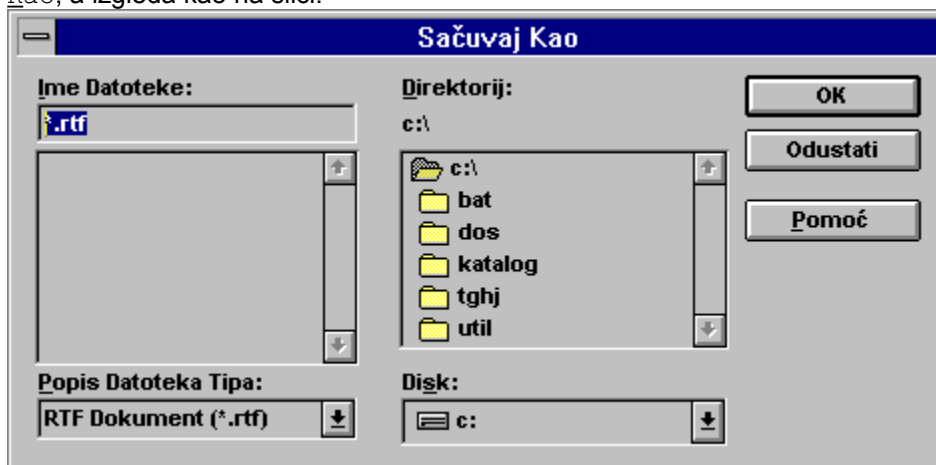 Kao, a izgleda kao na slici.
Sačuvaj Kao
Ime Datoteke:
*.rtf
Direktorij:
c:\
c:\
bat
dos
katalog
tghj
util
Popis Datoteka Tipa:
RTF Dokument (*.rtf)
Disk:
c:
OK
Odustati
Pomoć